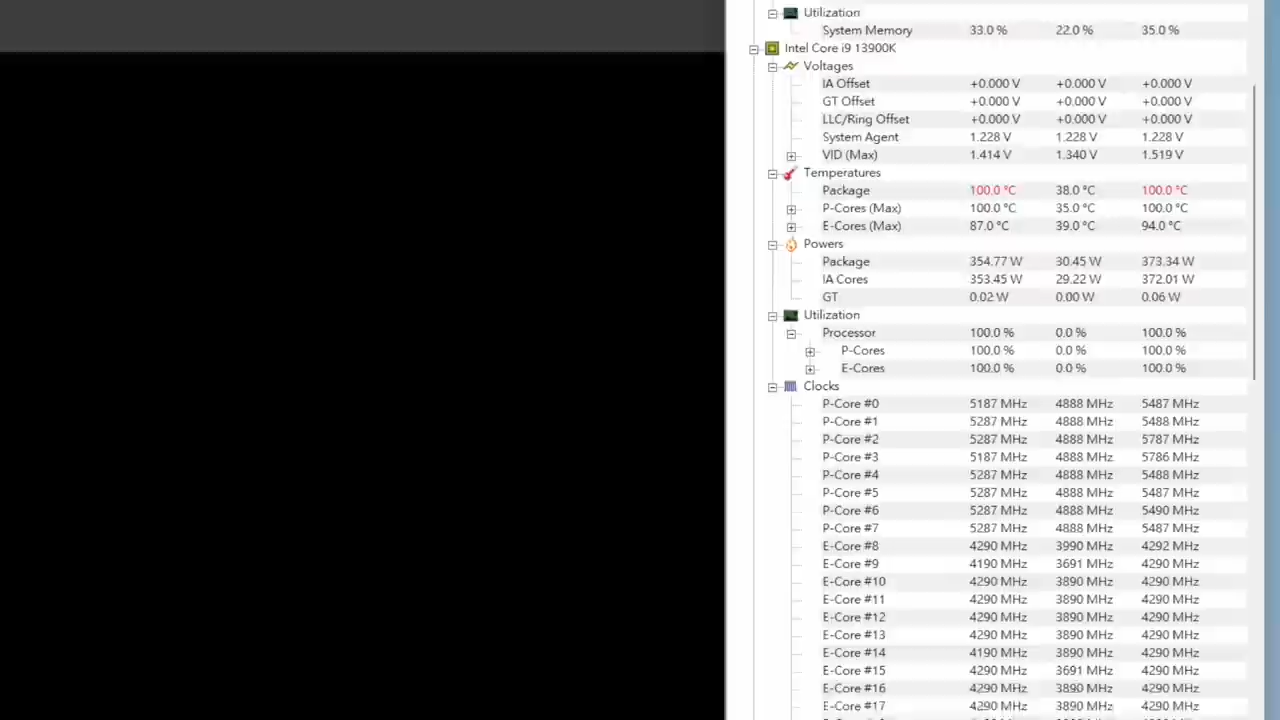 Utilization
System Memory 33.0 % 22.0 % 35.0 %
Intel Core i9 13900K
Voltages
IA Offset +0.000 V +0.000 V +0.000 V
GT Offset +0.000 V +0.000 V +0.000 V
LLC/Ring Offset +0.000 V +0.000 V +0.000 V
System Agent 1.228 V 1.228 V 1.228 V
VID (Max) 1.414 V 1.340 V 1.519 V
Temperatures
Package 100.0 °C 38.0 °C 100.0 °C
P-Cores (Max) 100.0 °C 35.0 °C 100.0 °C
E-Cores (Max) 87.0 °C 39.0 °C 94.0 °C
Powers
Package 354.77 W 30.45 W 373.34 W
IA Cores 353.45 W 29.22 W 372.01 W
GT 0.02 W 0.00 W 0.06 W
Utilization
Processor 100.0 % 0.0 % 100.0 %
P-Cores 100.0 % 0.0 % 100.0 %
E-Cores 100.0 % 0.0 % 100.0 %
Clocks
P-Core #0 5187 MHz 4888 MHz 5487 MHz
P-Core #1 5287 MHz 4888 MHz 5488 MHz
P-Core #2 5287 MHz 4888 MHz 5787 MHz
P-Core #3 5187 MHz 4888 MHz 5786 MHz
P-Core #4 5287 MHz 4888 MHz 5488 MHz
P-Core #5 5287 MHz 4888 MHz 5487 MHz
P-Core #6 5287 MHz 4888 MHz 5490 MHz
P-Core #7 5287 MHz 4888 MHz 5487 MHz
E-Core #8 4290 MHz 3990 MHz 4292 MHz
E-Core #9 4190 MHz 3691 MHz 4290 MHz
E-Core #10 4290 MHz 3890 MHz 4290 MHz
E-Core #11 4290 MHz 3890 MHz 4290 MHz
E-Core #12 4290 MHz 3890 MHz 4290 MHz
E-Core #13 4290 MHz 3890 MHz 4290 MHz
E-Core #14 4190 MHz 3890 MHz 4290 MHz
E-Core #15 4290 MHz 3691 MHz 4290 MHz
E-Core #16 4290 MHz 3890 MHz 4290 MHz
E-Core #17 4290 MHz 3890 MHz 4290 MHz